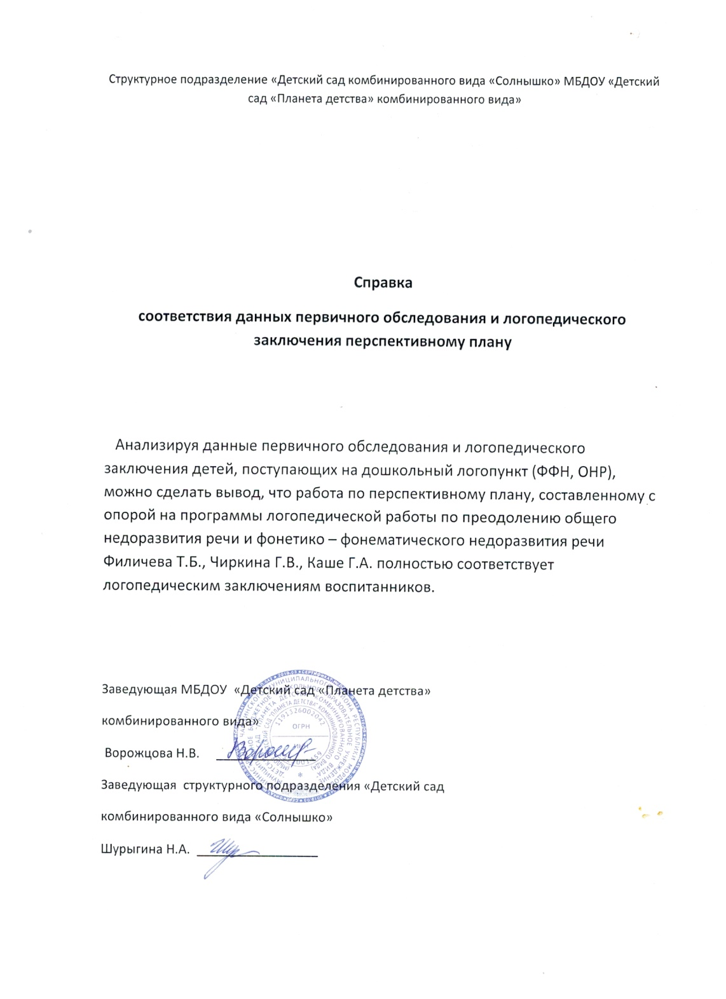 Структурное подразделение «Детский сад комбинированного вида «Солнышко» МБДОУ «Детский
сад «Планета детства» комбинированного вида»
Справка
соответствия данных первичного обследования и логопедического
заключения перспективному плану
Анализируя данные первичного обследования и логопедического
заключения детей, поступающих на дошкольный логопункт (ФФН, ОНР),
можно сделать вывод, что работа по перспективному плану, составленному с
опорой на программы логопедической работы по преодолению общего
недоразвития речи и фонетико – фонематического недоразвития речи
Филичева Т.Б., Чиркина Г.В., Каше Г.А. полностью соответствует
логопедическим заключениям воспитанников.
Заведующая МБДОУ «Детский сад «Планета детства»
комбинированного вида»
1191326002042
ОГРН
ИНН
Ворожцова Н.В.
Заведующая структурного подразделения «Детский сад
комбинированного вида «Солнышко»
Шурыгина Н.А.